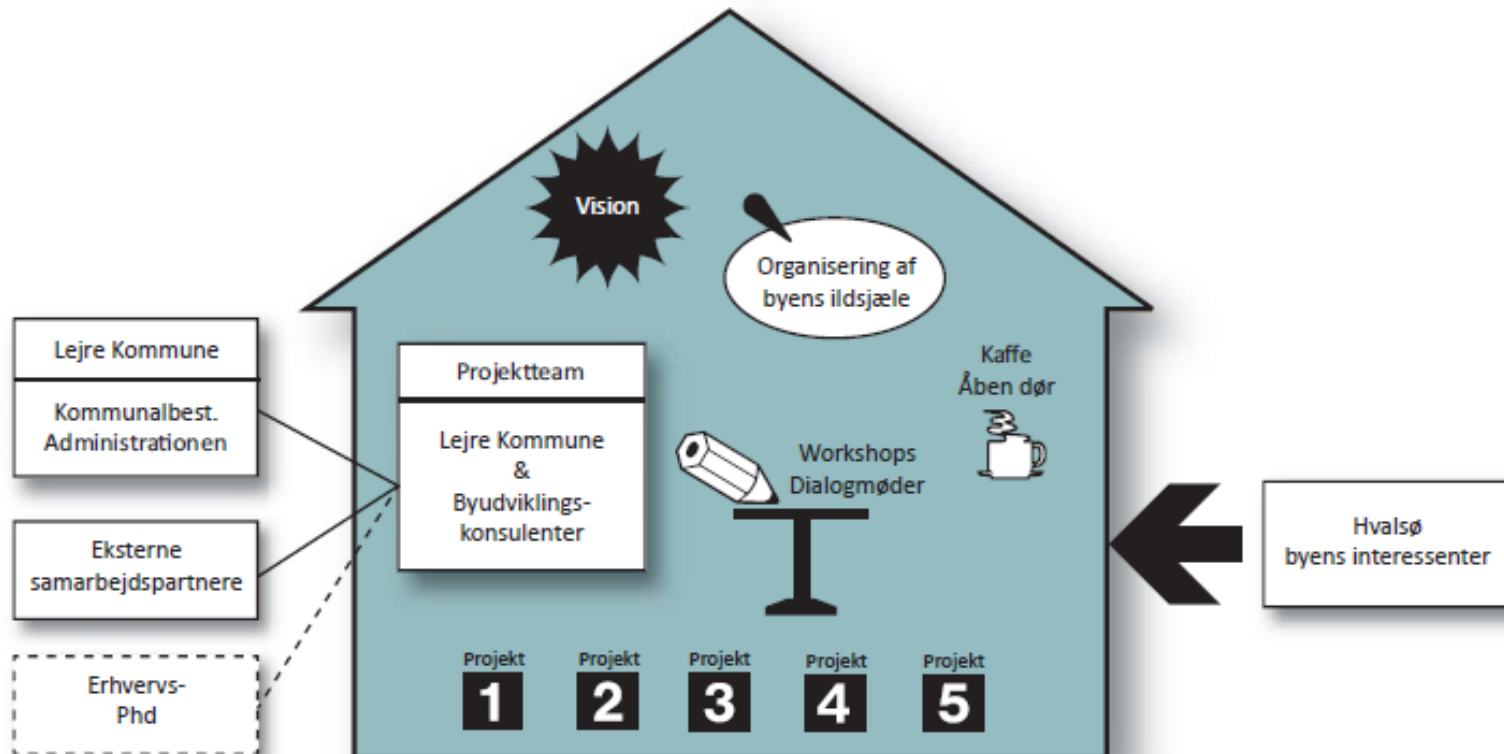 Vision
Organisering af
byens ildsjæle
Lejre Kommune
Kommunalbest.
Administrationen
Eksterne
samarbejdspartnere
Erhvervs-
Phd
Projektteam
Lejre Kommune
&
Byudviklings-
konsulenter
Kaffe
Åben dør
Workshops
Dialogmøder
Hvalsø
byens interessenter
Projekt
1
Projekt
2
Projekt
3
Projekt
4
Projekt
5